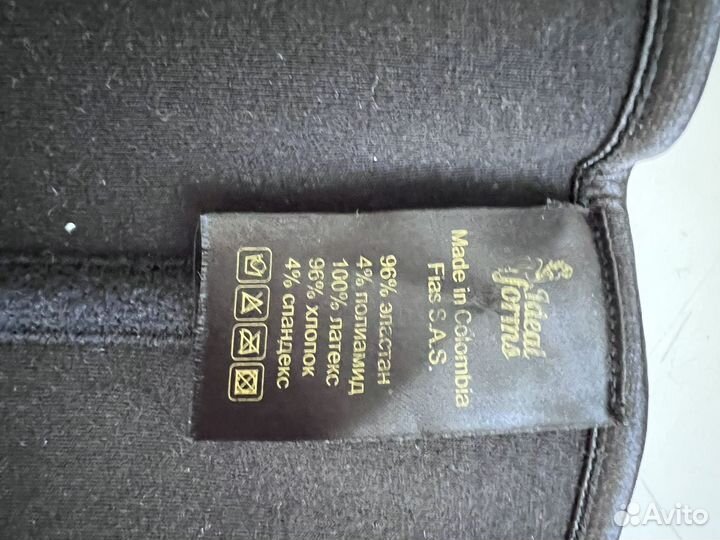 Ideal
forms
Made in Colombia
Fias S.A.S.
96% эластан
4% полиамид
100% латекс
96% хлопок
4% спандекс
Avito